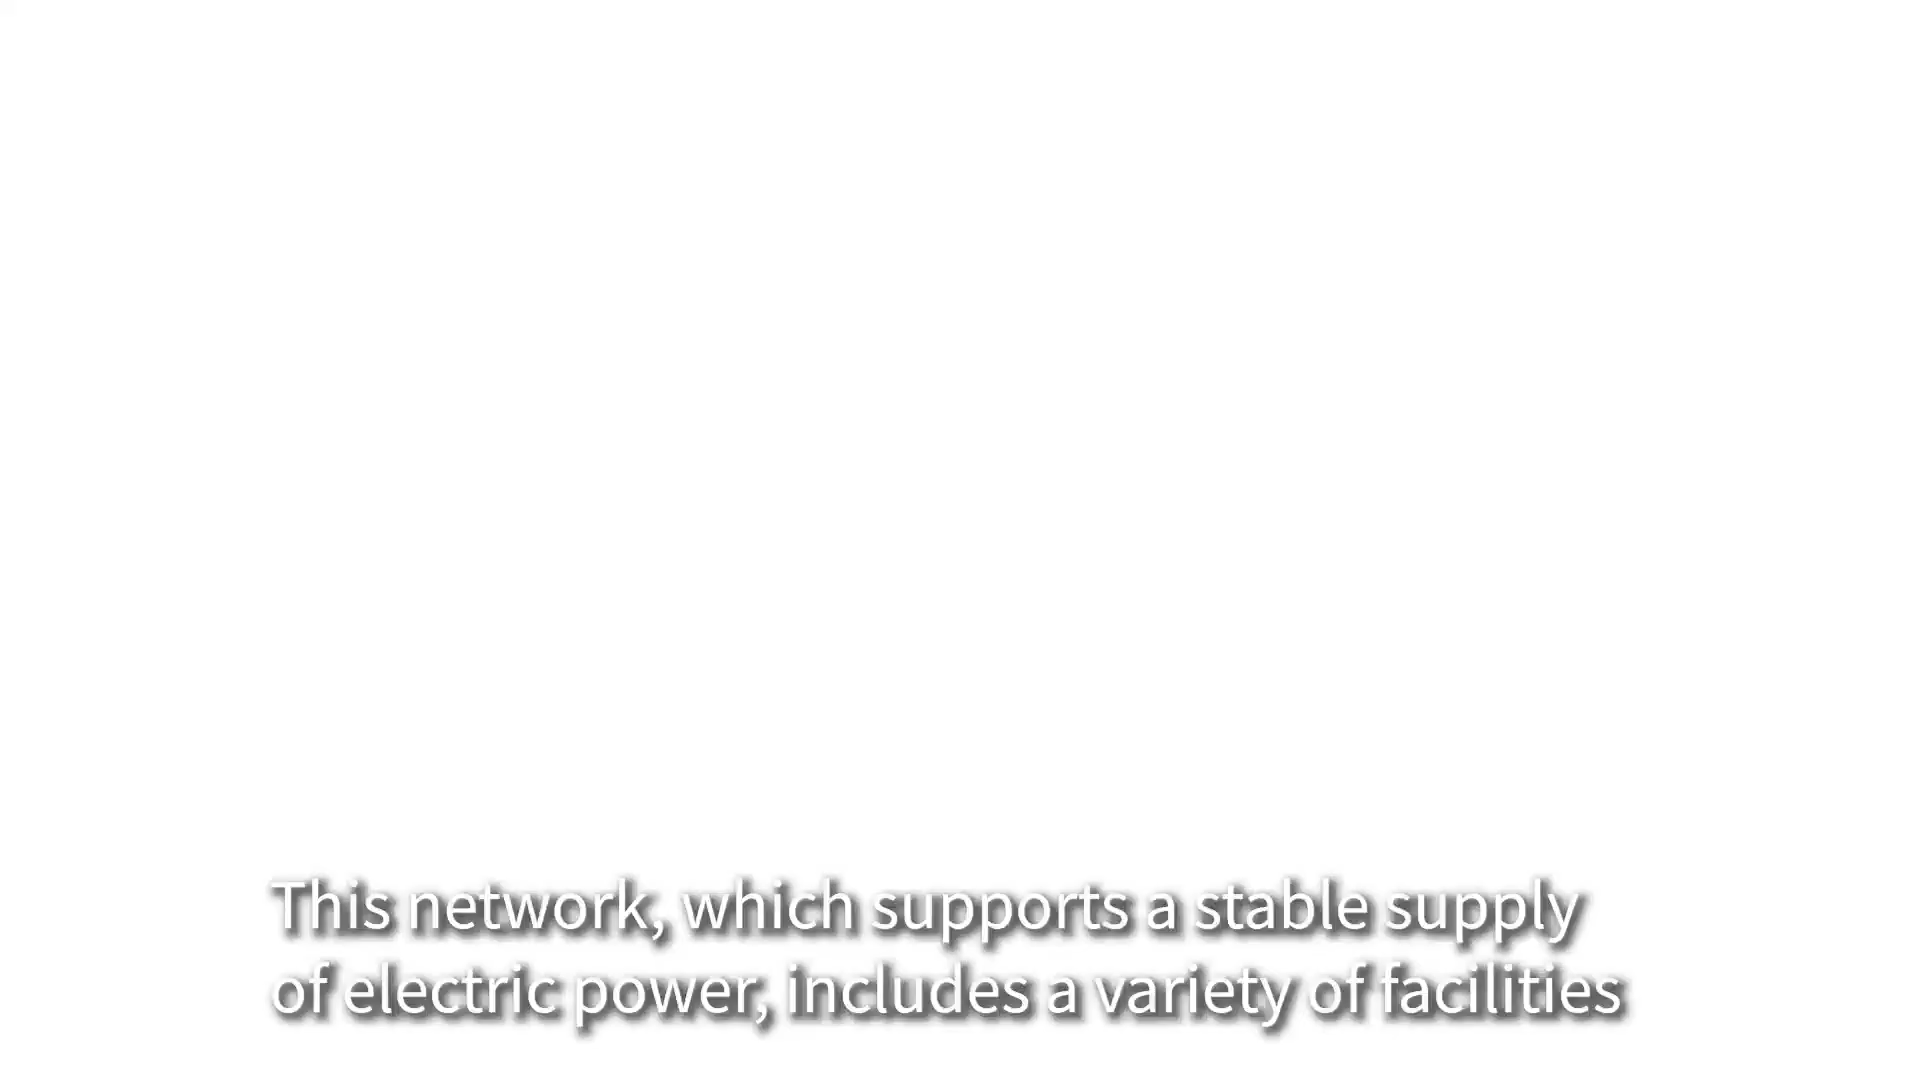 This network, which supports a stable supply
of electric power, includes a variety of facilities